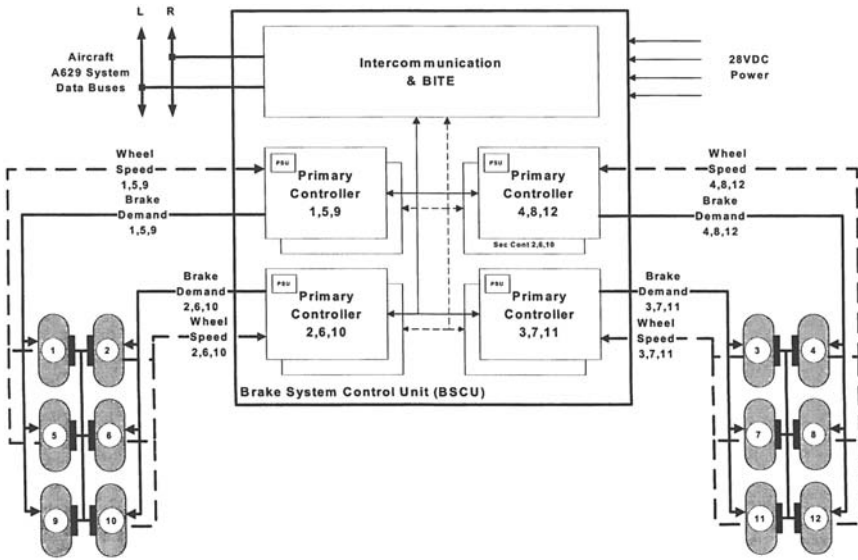 L R
Aircraft
A629 System
Data Buses
Intercommunication
& BITE
28VDC
Power
Wheel
Speed
1,5,9
Brake
Demand
1,5,9
PSU
Primary
Controller
1,5,9
PSU
Primary
Controller
4,8,12
Sec Cont 2,6,10
Wheel
Speed
4,8,12
Brake
Demand
4,8,12
Brake
Demand
2,6,10
Wheel
Speed
2,6,10
PSU
Primary
Controller
2,6,10
PSU
Primary
Controller
3,7,11
Brake
Demand
3,7,11
Wheel
Speed
3,7,11
Brake System Control Unit (BSCU)
1 2
3 4
5 6
7 8
9 10
11 12